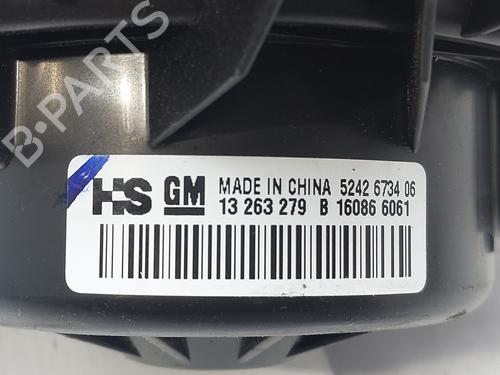 B-PARTS
HS GM MADE IN CHINA 5242 6734 06
13 263 279 B 16086 6061